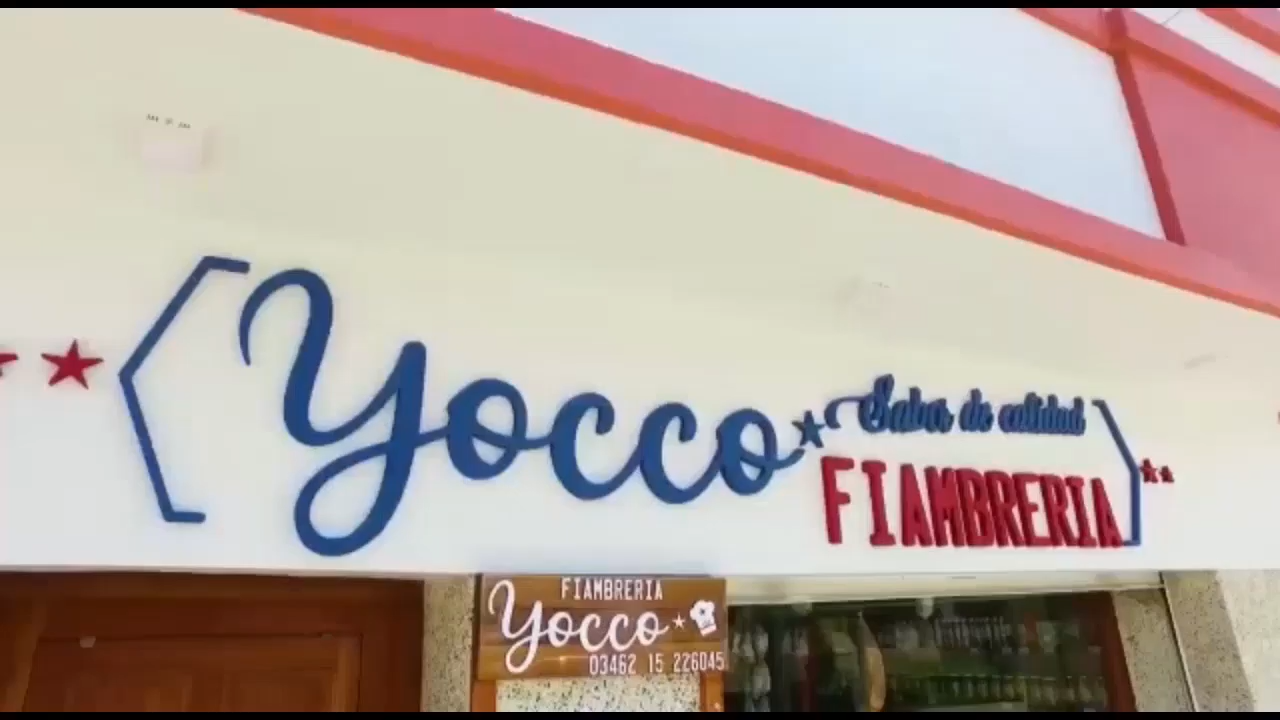 Yocco
Sabor de calidad
FIAMBRERIA
FIAMBRERIA
Yocco
03462 15 226045